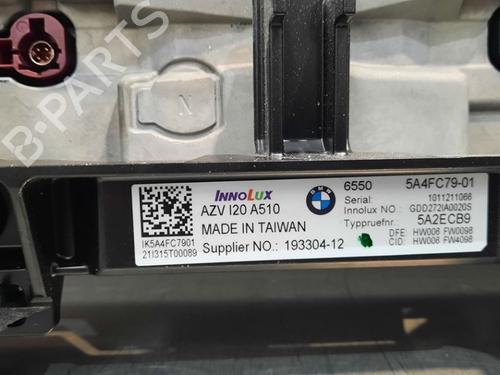 INNOLUX
AZV I20 A510
MADE IN TAIWAN
Supplier NO.: 193304-12
IK5A4FC7901
21I315T00089
BMW
6550 5A4FC79-01
Serial: 1011211066
Innolux No.: GDD272IA0020S
Typpruefnr.: 5A2ECB9
DFE: HW006 FW0098
CID: HW006 FW4098
B-PARTS
N